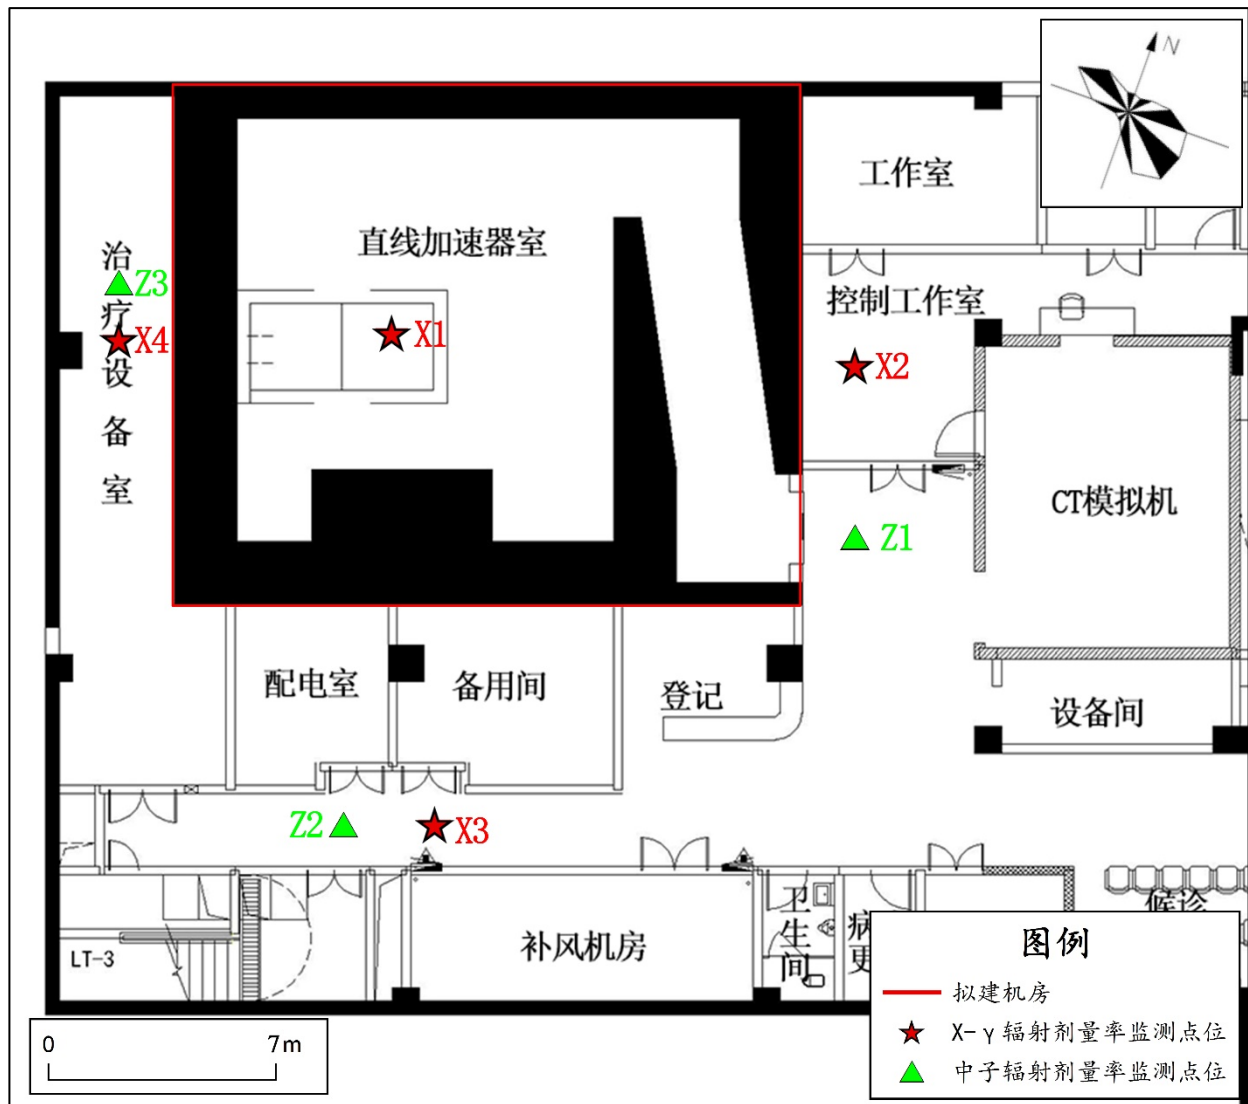 N
工作室
直线加速器室
治疗设备室
Z3
X4
X1
控制工作室
X2
CT模拟机
Z1
配电室
备用间
登记
设备间
Z2
X3
候诊
卫生间
病
更
补风机房
LT-3
图例
拟建机房
X-γ辐射剂量率监测点位
中子辐射剂量率监测点位
0 7m